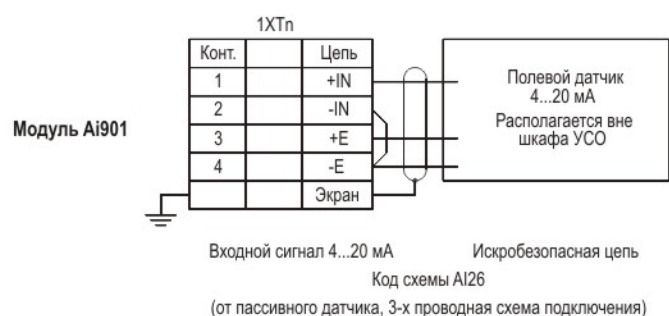 1XTn
Конт. Цепь
1 +IN
2 -IN
3 +E
4 -E
Экран
Модуль Ai901
Полевой датчик
4...20 мА
Располагается вне
шкафа УСО
Входной сигнал 4...20 мА Искробезопасная цепь
Код схемы AI26
(от пассивного датчика, 3-х проводная схема подключения)